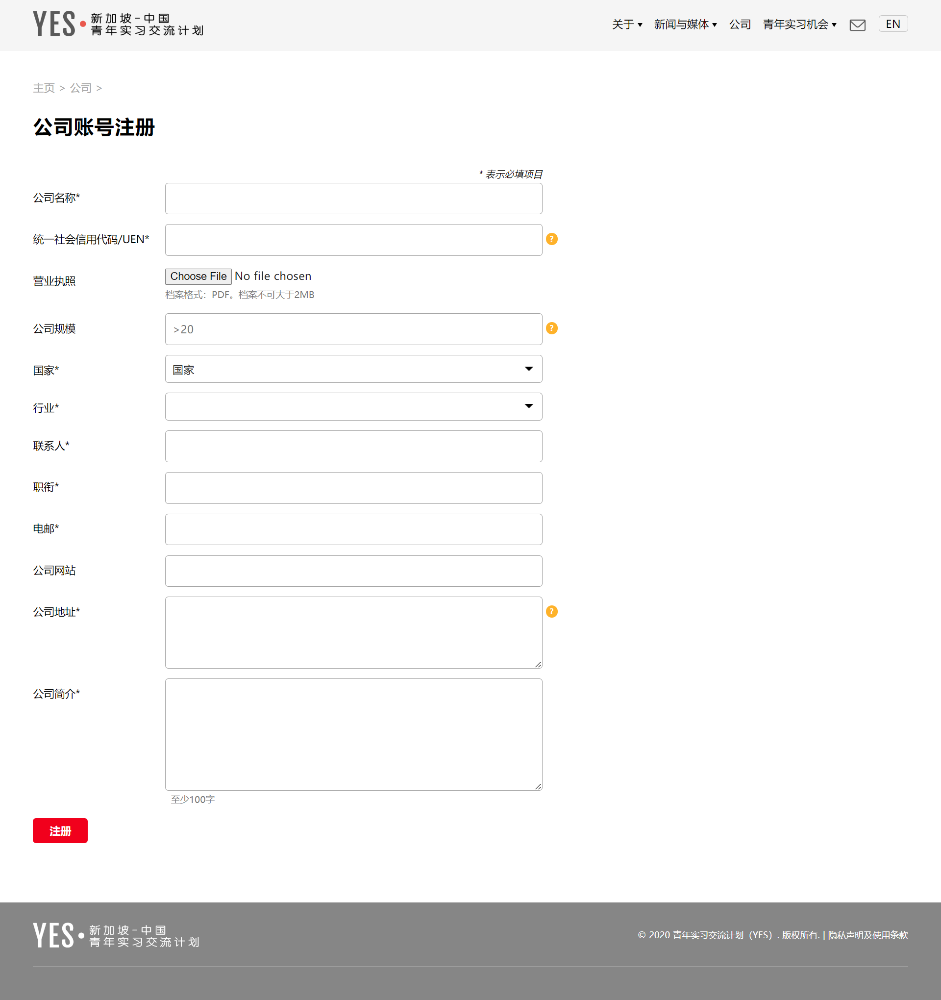 YES 新加坡-中国
青年实习交流计划
关于 新闻与媒体 公司 青年实习机会 EN
主页 > 公司 >
公司账号注册
* 表示必填项目
公司名称*
统一社会信用代码/UEN* ?
营业执照 Choose File No file chosen
档案格式：PDF。档案不可大于2MB
公司规模 >20 ?
国家* 国家
行业*
联系人*
职衔*
电邮*
公司网站
公司地址* ?
公司简介*
至少100字
注册
YES 新加坡-中国
青年实习交流计划
© 2020 青年实习交流计划（YES）. 版权所有. | 隐私声明及使用条款